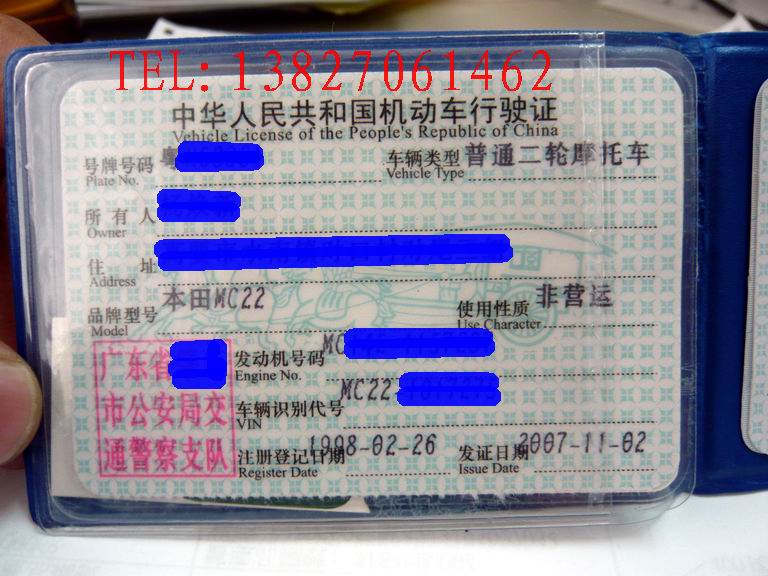 TEL: 13827061462
中华人民共和国机动车行驶证
Vehicle License of the People's Republic of China
号牌号码 粤 车辆类型 普通二轮摩托车
Plate No. Vehicle Type
所有人
Owner
住址
Address
品牌型号 本田MC22 使用性质 非营运
Model Use Character
广东省
市公安局交
通警察支队
发动机号码 MC
Engine No.
车辆识别代号 MC22
VIN
注册登记日期 1998-02-26 发证日期 2007-11-02
Register Date Issue Date